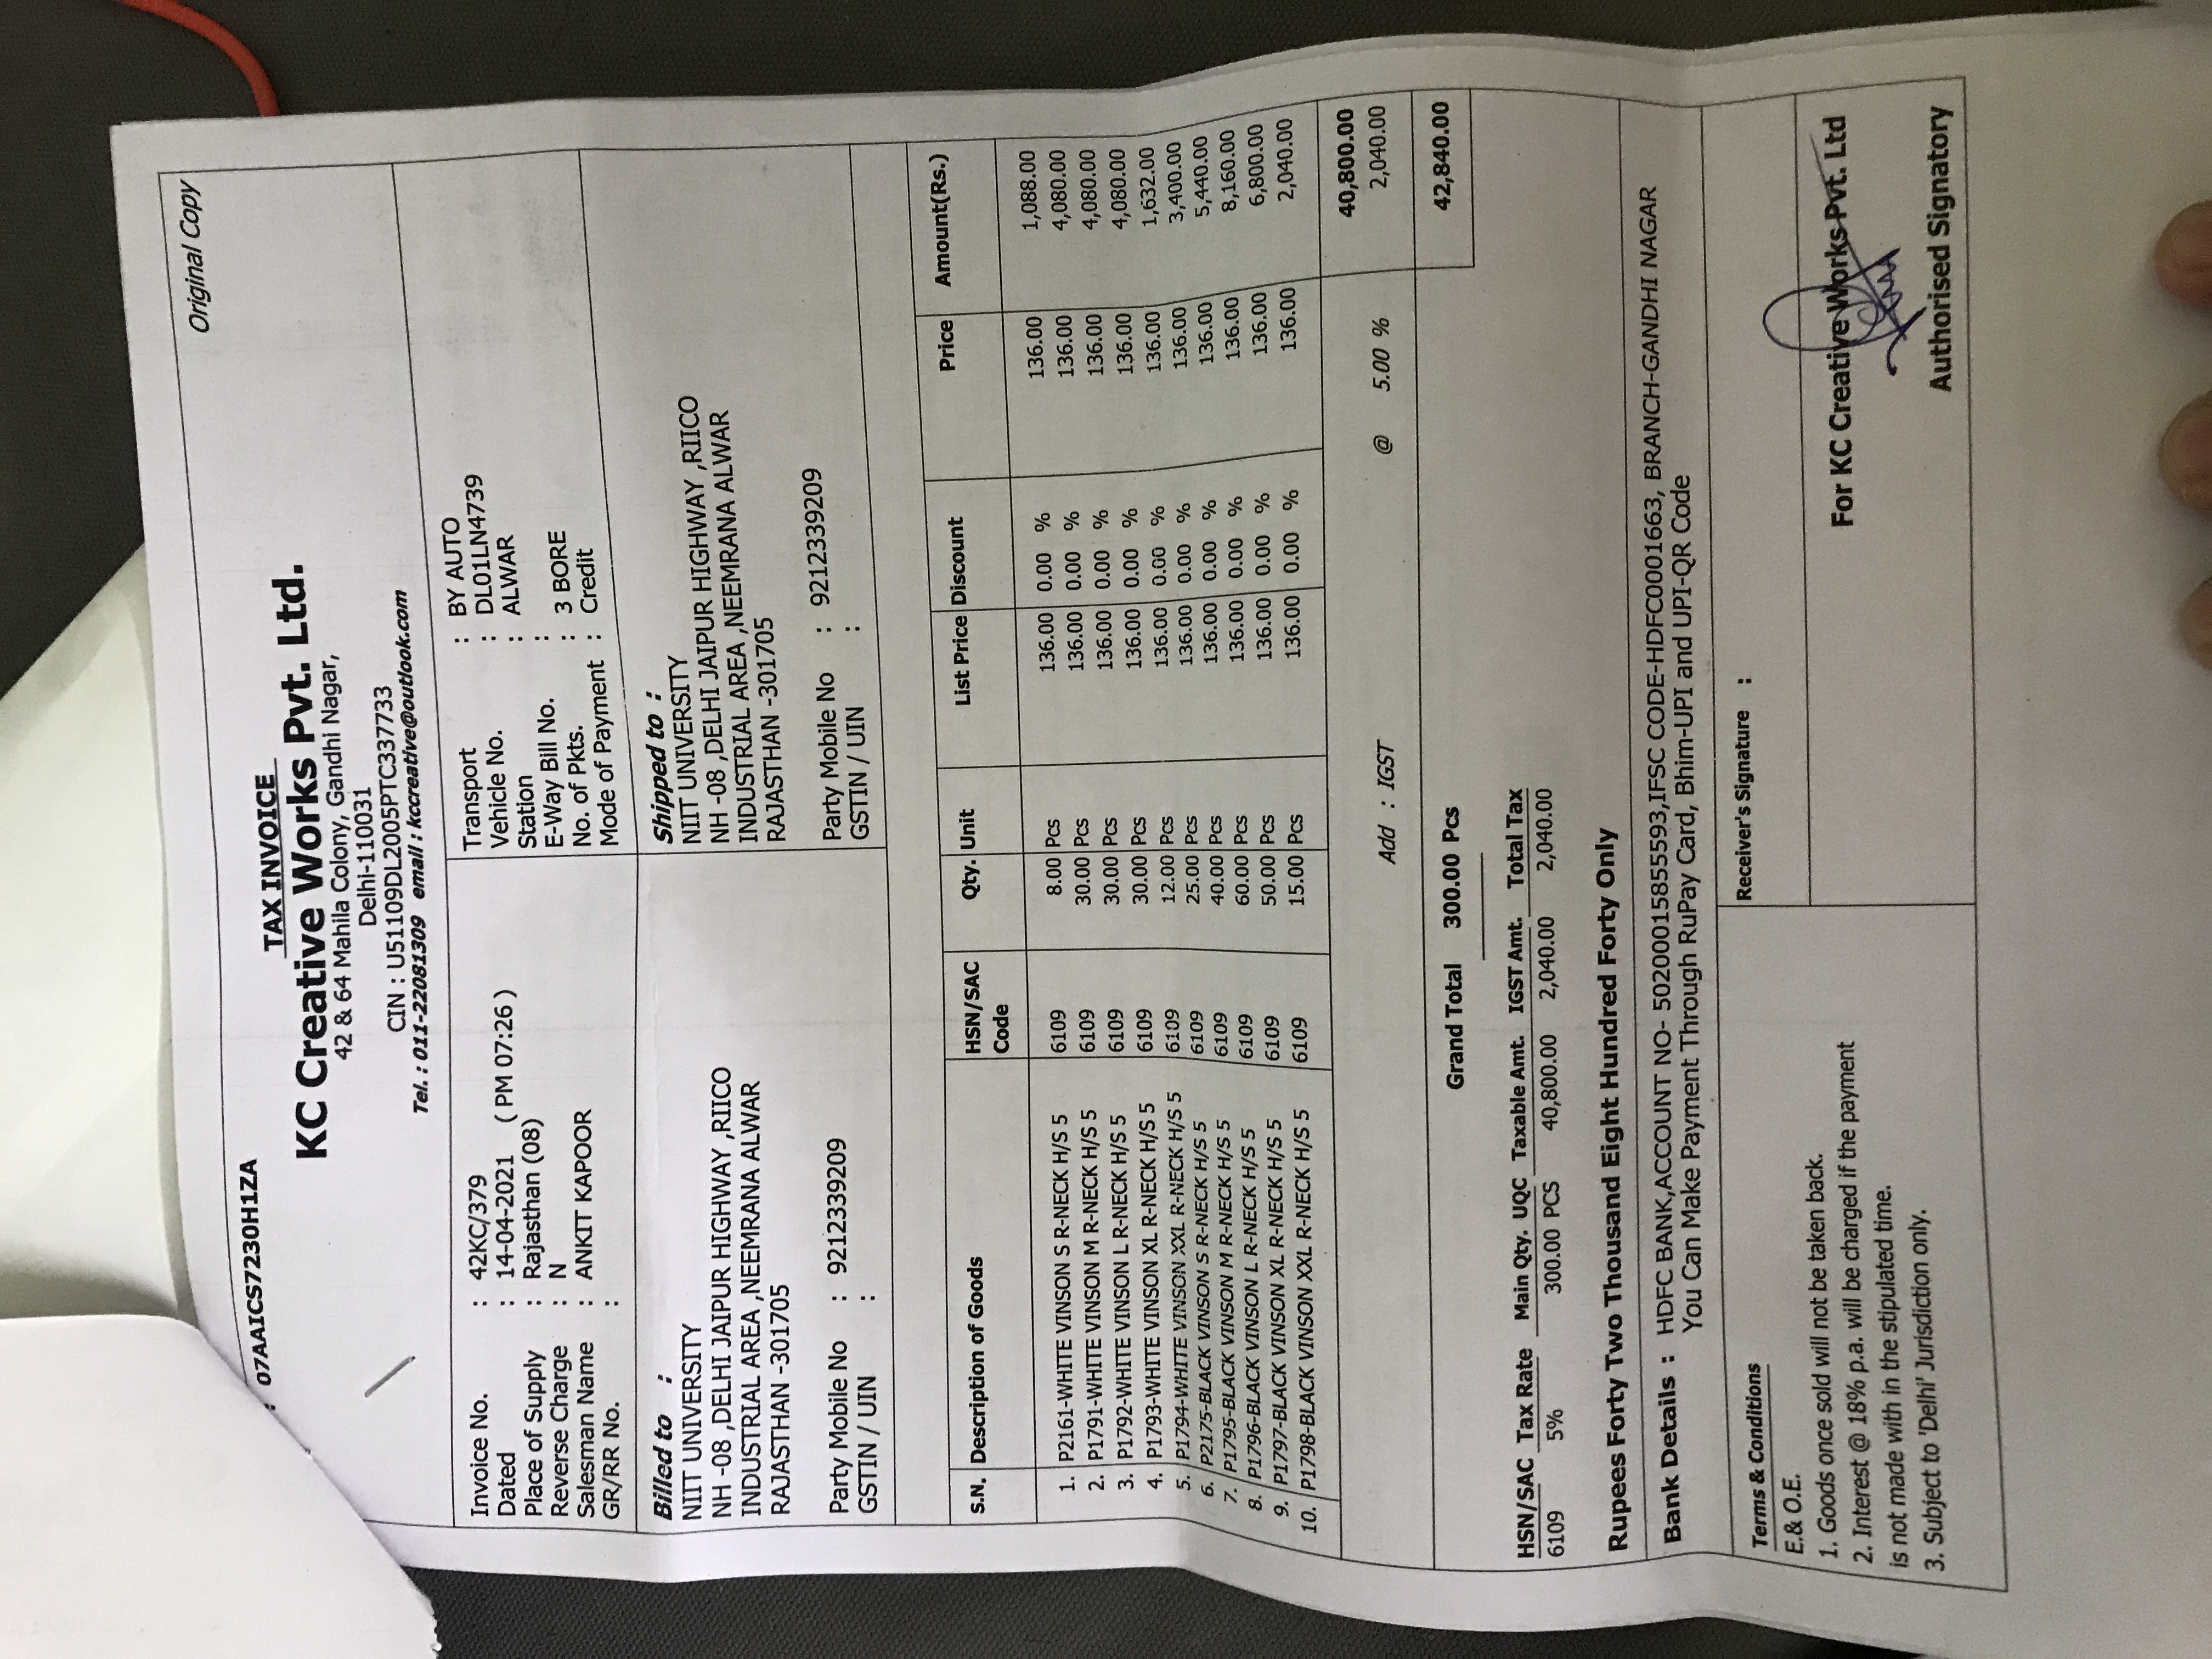 Original Copy
: 07AAICS7230H1ZA
TAX INVOICE
KC Creative Works Pvt. Ltd.
42 & 64 Mahila Colony, Gandhi Nagar,
Delhi-110031
CIN : U51109DL2005PTC337733
Tel. : 011-22081309 email : kccreative@outlook.com
Invoice No. : 42KC/379
Dated : 14-04-2021 ( PM 07:26 )
Place of Supply : Rajasthan (08)
Reverse Charge : N
Salesman Name : ANKIT KAPOOR
GR/RR No. :
Transport : BY AUTO
Vehicle No. : DL01LN4739
Station : ALWAR
E-Way Bill No. :
No. of Pkts. : 3 BORE
Mode of Payment : Credit
Billed to :
NIIT UNIVERSITY
NH -08 ,DELHI JAIPUR HIGHWAY ,RIICO
INDUSTRIAL AREA ,NEEMRANA ALWAR
RAJASTHAN -301705
Party Mobile No : 9212339209
GSTIN / UIN :
Shipped to :
NIIT UNIVERSITY
NH -08 ,DELHI JAIPUR HIGHWAY ,RIICO
INDUSTRIAL AREA ,NEEMRANA ALWAR
RAJASTHAN -301705
Party Mobile No : 9212339209
GSTIN / UIN :
S.N. Description of Goods HSN/SAC Code Qty. Unit List Price Discount Price Amount(Rs.)
1. P2161-WHITE VINSON S R-NECK H/S 5 6109 8.00 Pcs 136.00 0.00 % 136.00 1,088.00
2. P1791-WHITE VINSON M R-NECK H/S 5 6109 30.00 Pcs 136.00 0.00 % 136.00 4,080.00
3. P1792-WHITE VINSON L R-NECK H/S 5 6109 30.00 Pcs 136.00 0.00 % 136.00 4,080.00
4. P1793-WHITE VINSON XL R-NECK H/S 5 6109 30.00 Pcs 136.00 0.00 % 136.00 4,080.00
5. P1794-WHITE VINSON XXL R-NECK H/S 5 6109 12.00 Pcs 136.00 0.00 % 136.00 1,632.00
6. P2175-BLACK VINSON S R-NECK H/S 5 6109 25.00 Pcs 136.00 0.00 % 136.00 3,400.00
7. P1795-BLACK VINSON M R-NECK H/S 5 6109 40.00 Pcs 136.00 0.00 % 136.00 5,440.00
8. P1796-BLACK VINSON L R-NECK H/S 5 6109 60.00 Pcs 136.00 0.00 % 136.00 8,160.00
9. P1797-BLACK VINSON XL R-NECK H/S 5 6109 50.00 Pcs 136.00 0.00 % 136.00 6,800.00
10. P1798-BLACK VINSON XXL R-NECK H/S 5 6109 15.00 Pcs 136.00 0.00 % 136.00 2,040.00
40,800.00
Add : IGST @ 5.00 % 2,040.00
Grand Total 300.00 Pcs 42,840.00
HSN/SAC Tax Rate Main Qty. UQC Taxable Amt. IGST Amt. Total Tax
6109 5% 300.00 PCS 40,800.00 2,040.00 2,040.00
Rupees Forty Two Thousand Eight Hundred Forty Only
Bank Details : HDFC BANK,ACCOUNT NO- 50200015855593,IFSC CODE-HDFC0001663, BRANCH-GANDHI NAGAR
You Can Make Payment Through RuPay Card, Bhim-UPI and UPI-QR Code
Terms & Conditions
E.& O.E.
1. Goods once sold will not be taken back.
2. Interest @ 18% p.a. will be charged if the payment
is not made with in the stipulated time.
3. Subject to 'Delhi' Jurisdiction only.
Receiver's Signature :
For KC Creative Works Pvt. Ltd
Authorised Signatory